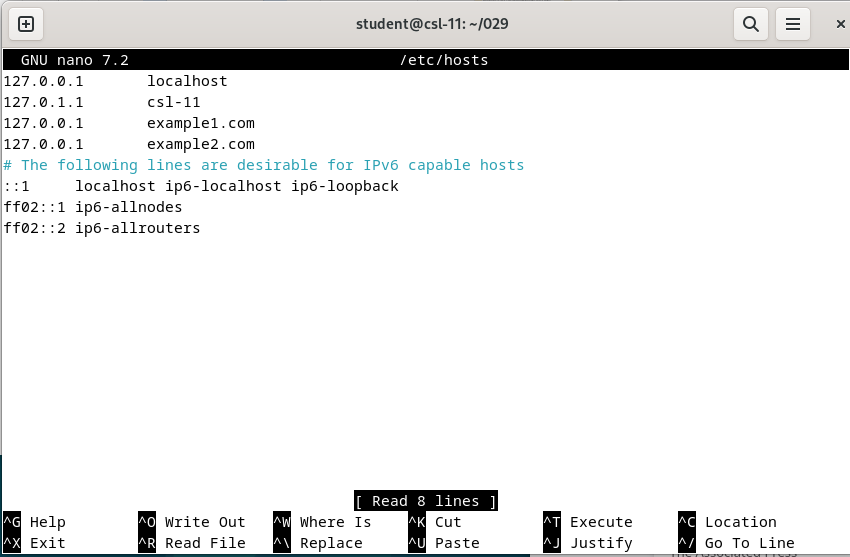 student@csl-11: ~/029
GNU nano 7.2 /etc/hosts
127.0.0.1 localhost
127.0.1.1 csl-11
127.0.0.1 example1.com
127.0.0.1 example2.com
# The following lines are desirable for IPv6 capable hosts
::1 localhost ip6-localhost ip6-loopback
ff02::1 ip6-allnodes
ff02::2 ip6-allrouters
[ Read 8 lines ]
^G Help ^O Write Out ^W Where Is ^K Cut ^T Execute ^C Location
^X Exit ^R Read File ^\ Replace ^U Paste ^J Justify ^/ Go To Line
The Associated Press